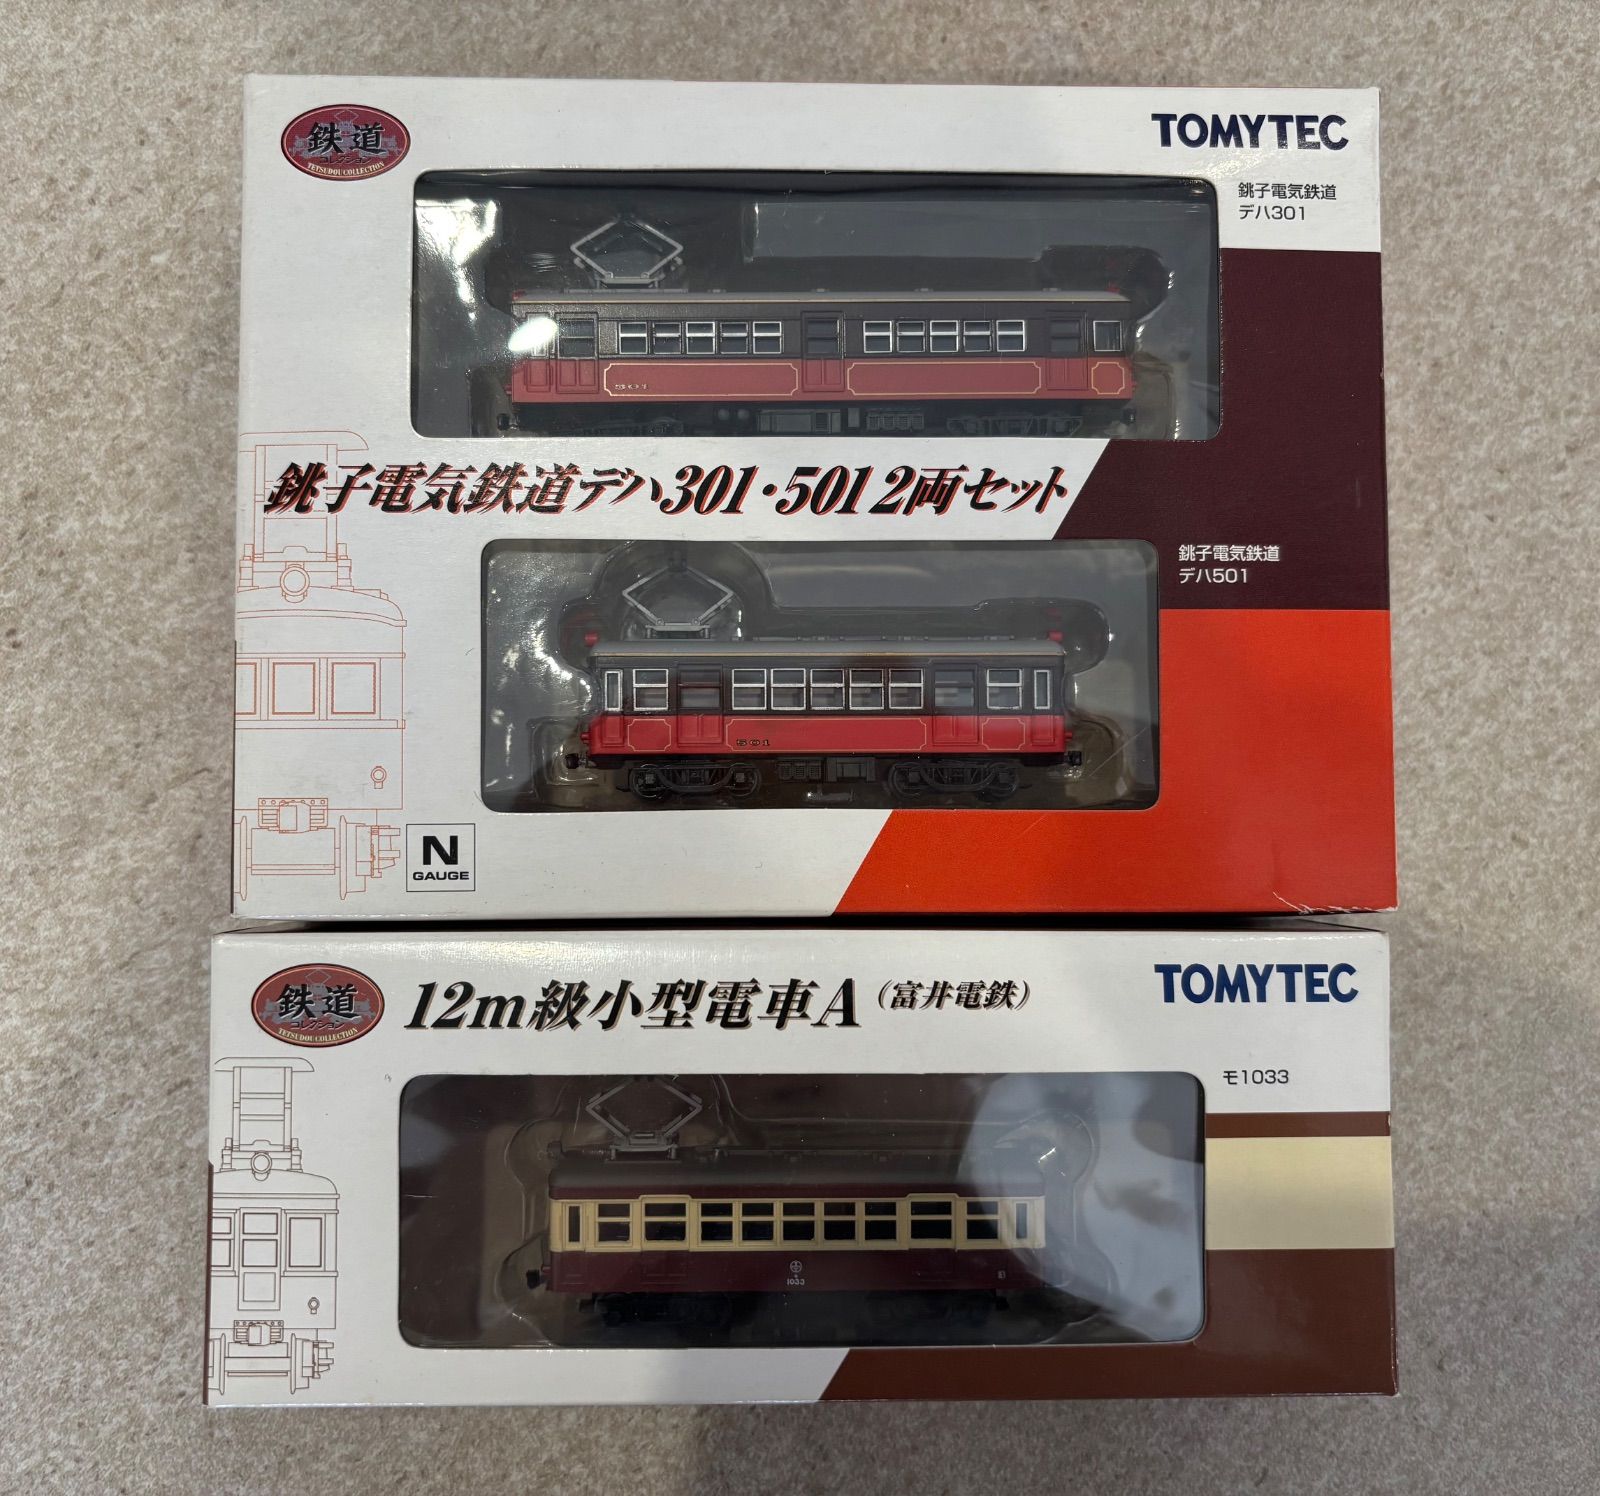 鉄道
コレクション
TETSUDOU COLLECTION
TOMYTEC
銚子電気鉄道
デハ301
301
銚子電気鉄道デハ301・501 2両セット
銚子電気鉄道
デハ501
501
N
GAUGE
鉄道
コレクション
TETSUDOU COLLECTION
12m級小型電車A（富井電鉄）
TOMYTEC
モ1033
1033